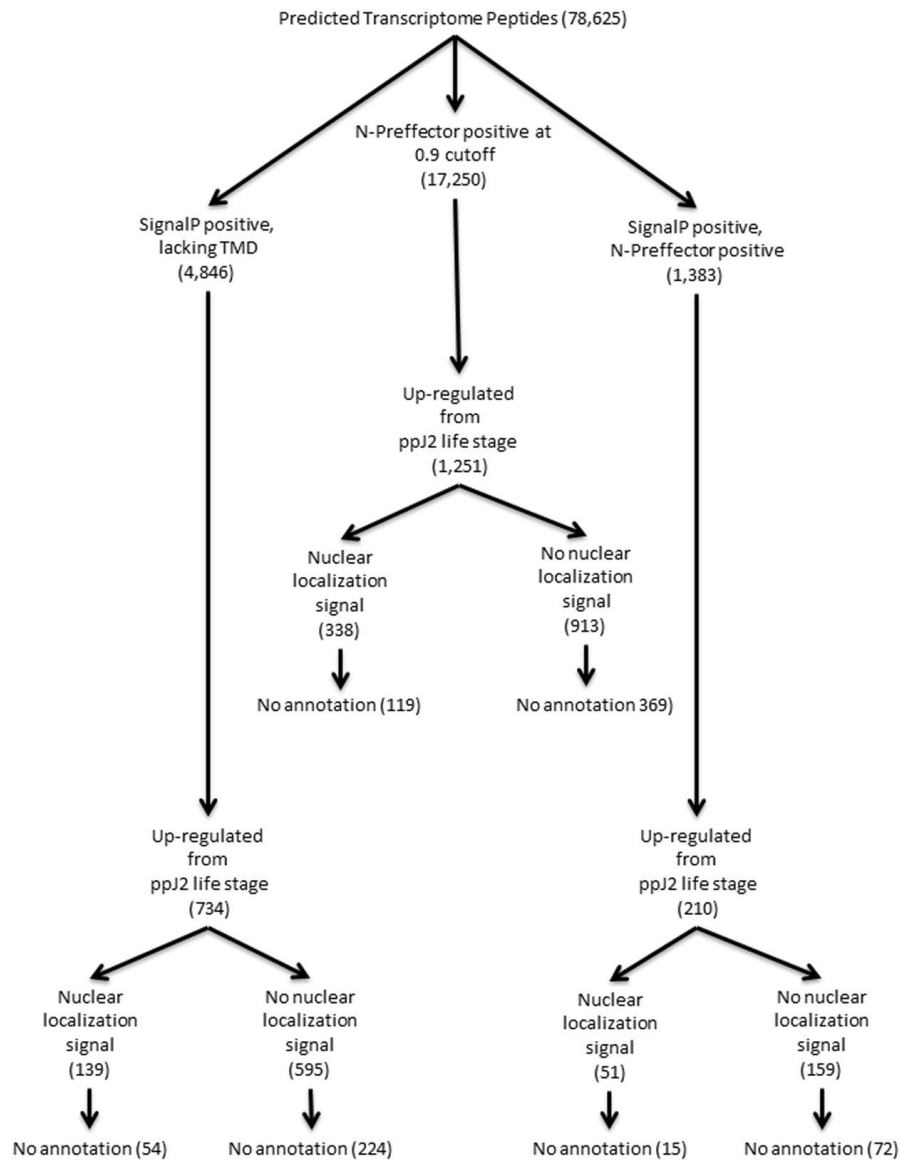 Predicted Transcriptome Peptides (78,625)
N-Preffector positive at
0.9 cutoff
(17,250)
SignalP positive,
lacking TMD
(4,846)
SignalP positive,
N-Preffector positive
(1,383)
Up-regulated
from
ppJ2 life stage
(1,251)
Nuclear
localization
signal
(338)
No nuclear
localization
signal
(913)
No annotation (119)
No annotation 369)
Up-regulated
from
ppJ2 life stage
(734)
Up-regulated
from
ppJ2 life stage
(210)
Nuclear
localization
signal
(139)
No nuclear
localization
signal
(595)
Nuclear
localization
signal
(51)
No nuclear
localization
signal
(159)
No annotation (54)
No annotation (224)
No annotation (15)
No annotation (72)